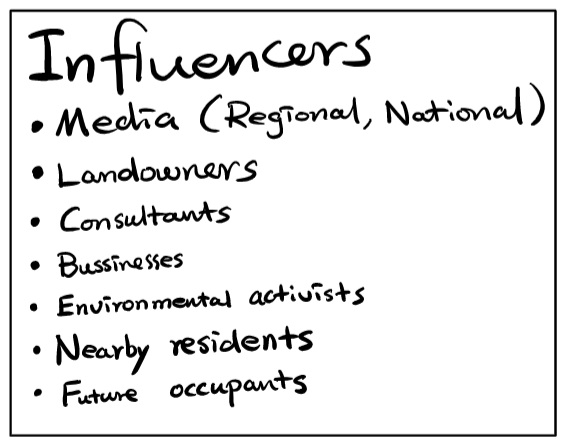 Influencers
• Media (Regional, National)
• Landowners
• Consultants
• Bussinesses
• Environmental activists
• Nearby residents
• Future occupants